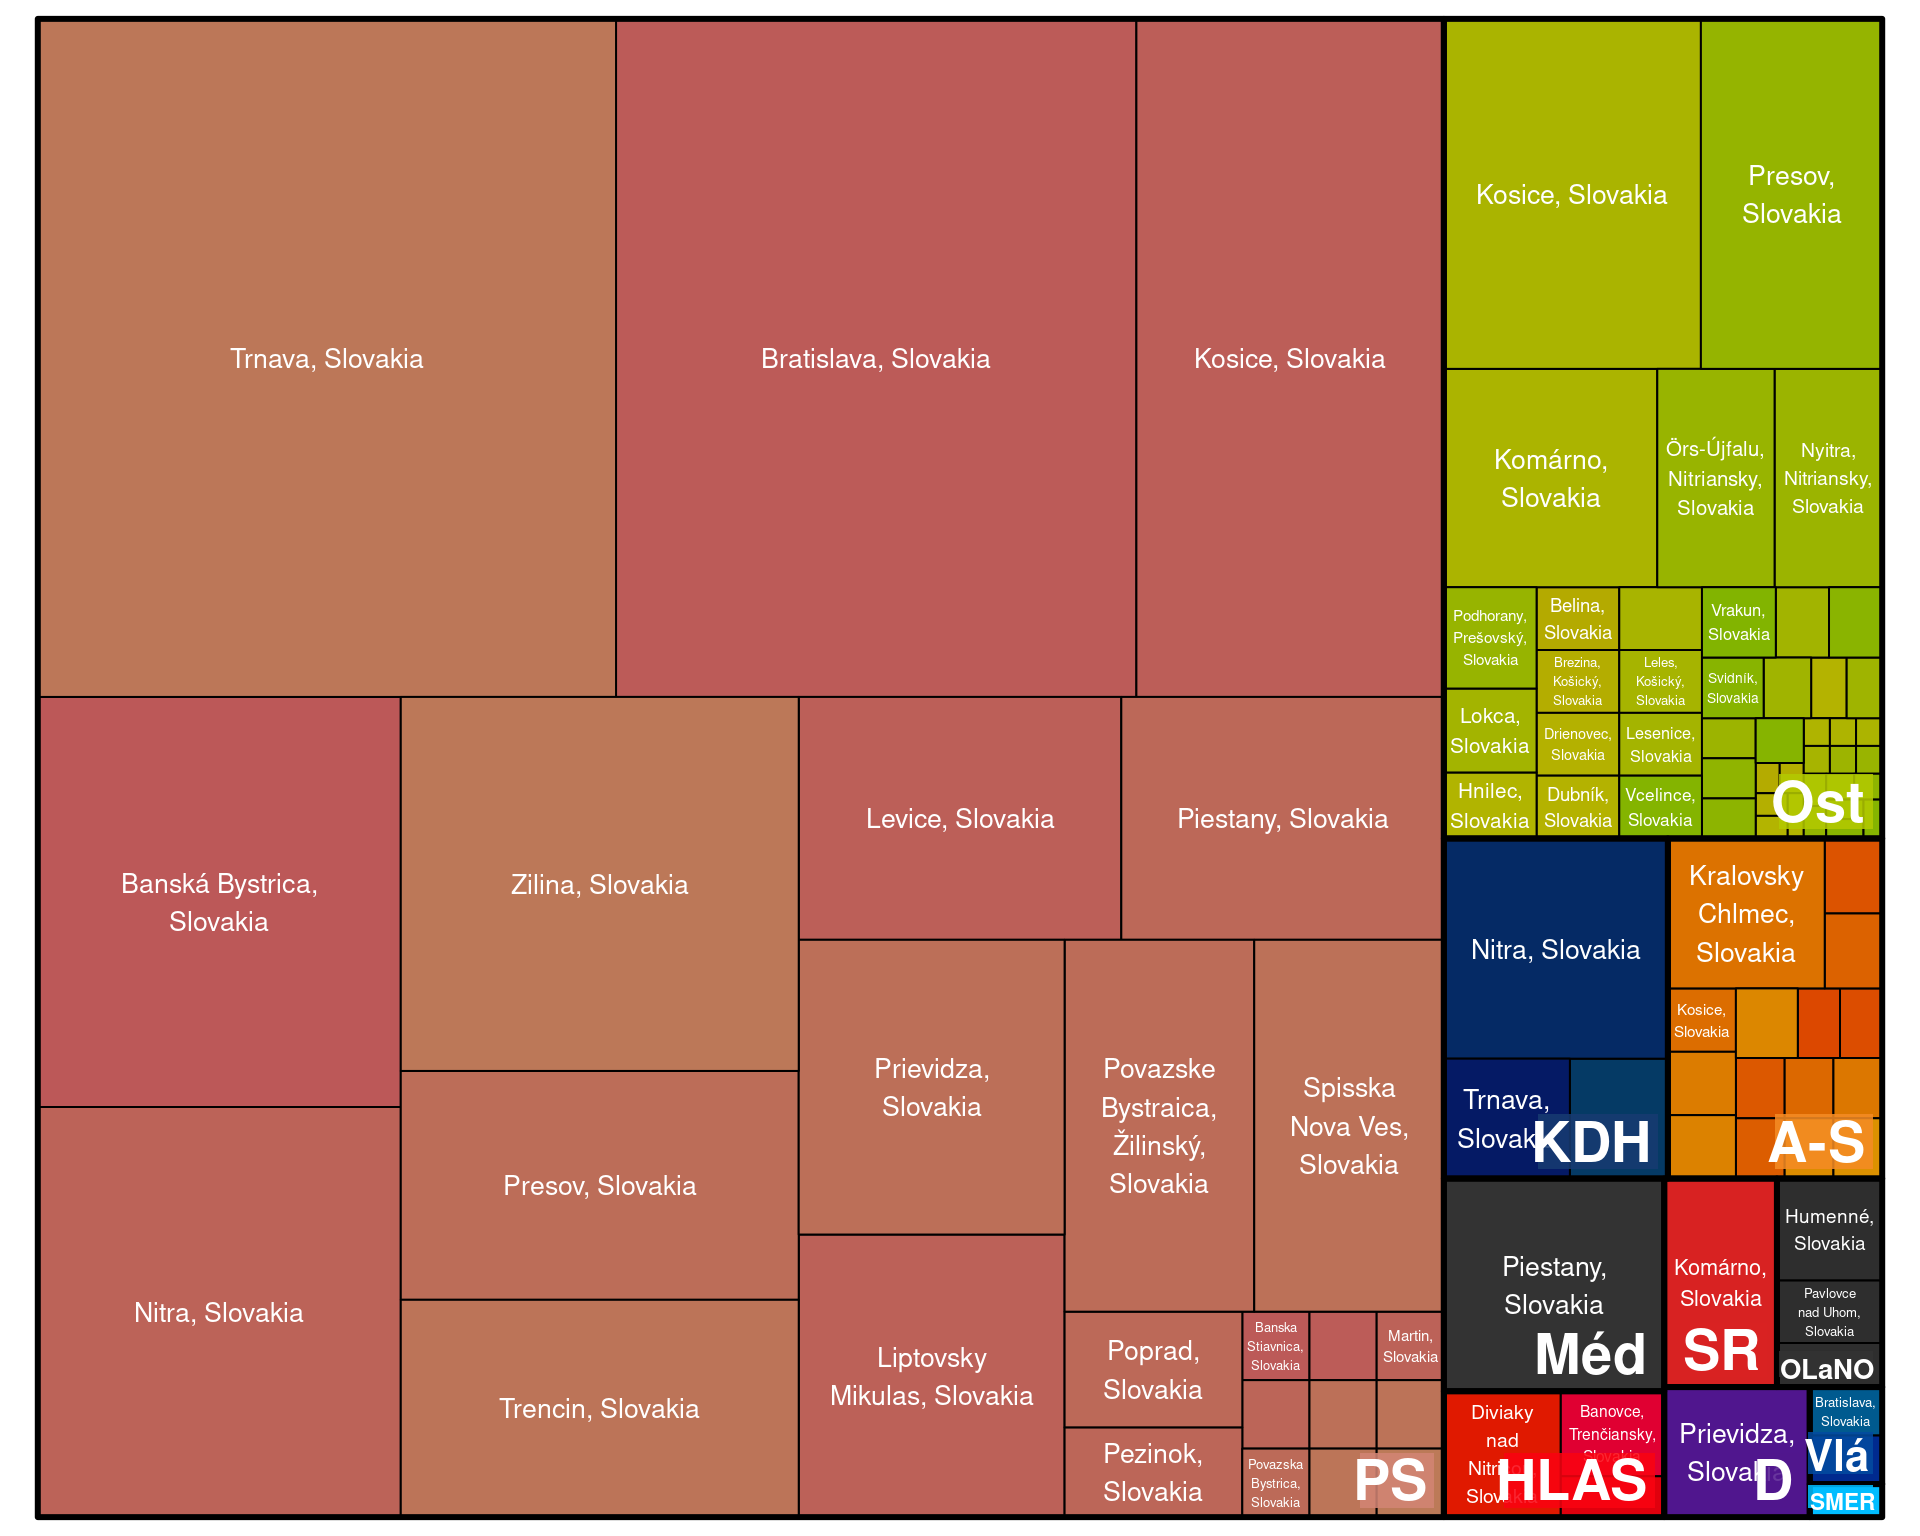 Trnava, Slovakia
Bratislava, Slovakia
Kosice, Slovakia
Banská Bystrica,
Slovakia
Nitra, Slovakia
Zilina, Slovakia
Presov, Slovakia
Trencin, Slovakia
Levice, Slovakia
Piestany, Slovakia
Prievidza,
Slovakia
Liptovsky
Mikulas, Slovakia
Povazske
Bystraica,
Žilinský,
Slovakia
Spisska
Nova Ves,
Slovakia
Poprad,
Slovakia
Pezinok,
Slovakia
Banska
Stiavnica,
Slovakia
Martin,
Slovakia
Povazska
Bystrica,
Slovakia
PS
Kosice, Slovakia
Presov,
Slovakia
Komárno,
Slovakia
Örs-Újfalu,
Nitriansky,
Slovakia
Nyitra,
Nitriansky,
Slovakia
Podhorany,
Prešovský,
Slovakia
Lokca,
Slovakia
Hnilec,
Slovakia
Belina,
Slovakia
Brezina,
Košický,
Slovakia
Drienovec,
Slovakia
Dubník,
Slovakia
Leles,
Košický,
Slovakia
Lesenice,
Slovakia
Vcelince,
Slovakia
Vrakun,
Slovakia
Svidník,
Slovakia
Ost
Nitra, Slovakia
Trnava,
Slovakia
KDH
Kralovsky
Chlmec,
Slovakia
Kosice,
Slovakia
A-S
Piestany,
Slovakia
Méd
Komárno,
Slovakia
SR
Humenné,
Slovakia
Pavlovce
nad Uhom,
Slovakia
OLaNO
Diviaky
nad
Slovakia
Banovce,
Trenčiansky,
Slovakia
HLAS
Prievidza,
Slovakia
D
Bratislava,
Slovakia
Vlá
SMER